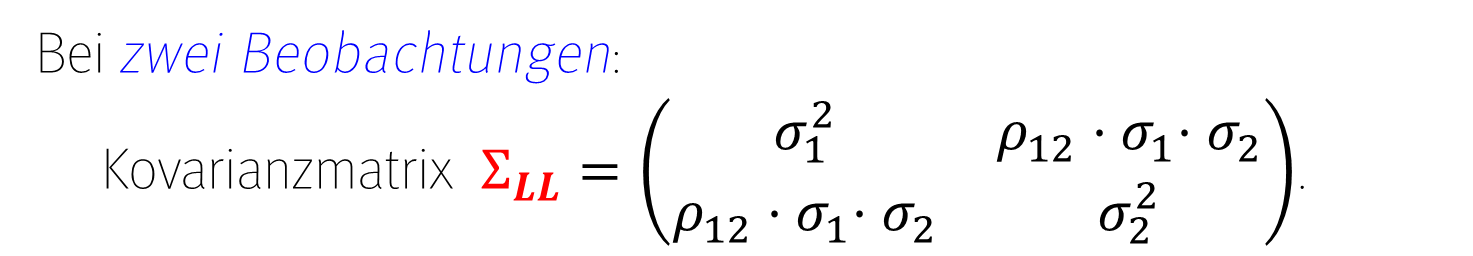 Bei zwei Beobachtungen:
Kovarianzmatrix Σ_LL = ( σ₁² ρ₁₂ · σ₁ · σ₂
ρ₁₂ · σ₁ · σ₂ σ₂² ).